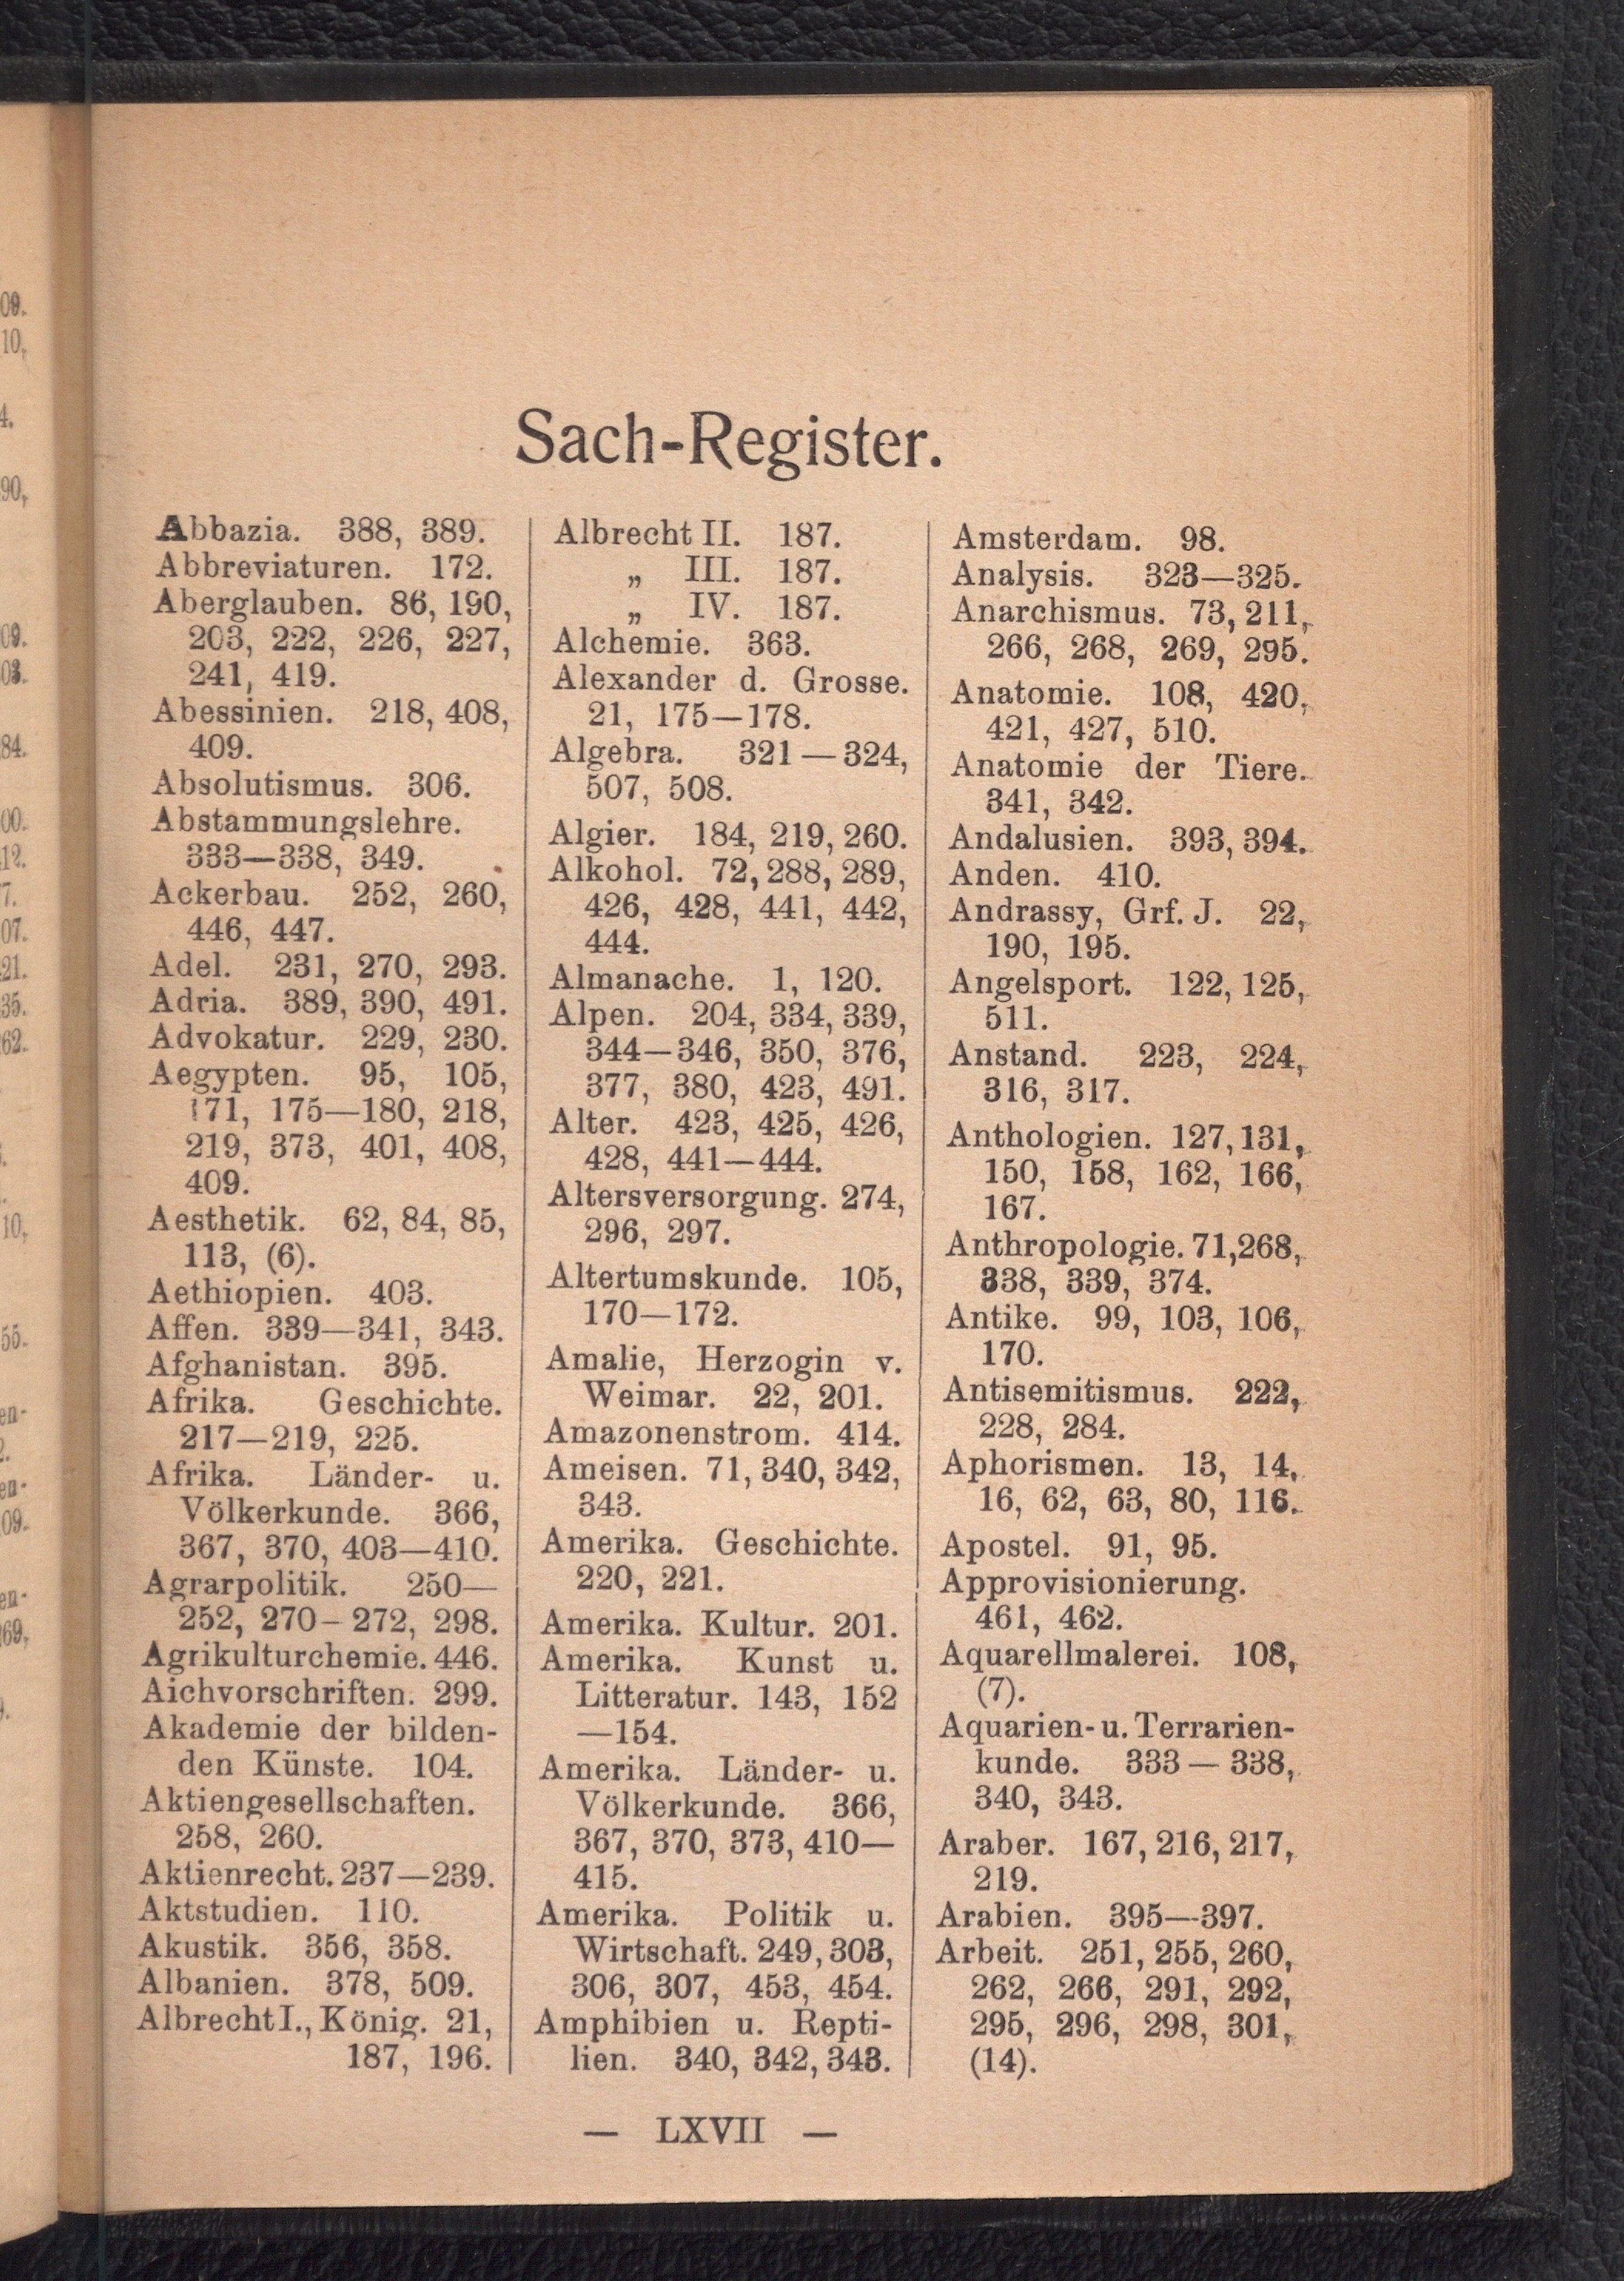 Sach-Register.
Abbazia. 388, 389.
Abbreviaturen. 172.
Aberglauben. 86, 190,
203, 222, 226, 227,
241, 419.
Abessinien. 218, 408,
409.
Absolutismus. 306.
Abstammungslehre.
333—338, 349.
Ackerbau. 252, 260,
446, 447.
Adel. 231, 270, 293.
Adria. 389, 390, 491.
Advokatur. 229, 230.
Aegypten. 95, 105,
171, 175—180, 218,
219, 373, 401, 408,
409.
Aesthetik. 62, 84, 85,
113, (6).
Aethiopien. 403.
Affen. 339—341, 343.
Afghanistan. 395.
Afrika. Geschichte.
217—219, 225.
Afrika. Länder- u.
Völkerkunde. 366,
367, 370, 403—410.
Agrarpolitik. 250—
252, 270-272, 298.
Agrikulturchemie. 446.
Aichvorschriften. 299.
Akademie der bilden-
den Künste. 104.
Aktiengesellschaften.
258, 260.
Aktienrecht. 237—239.
Aktstudien. 110.
Akustik. 356, 358.
Albanien. 378, 509.
Albrecht I., König. 21,
187, 196.
Albrecht II. 187.
„ III. 187.
„ IV. 187.
Alchemie. 363.
Alexander d. Grosse.
21, 175—178.
Algebra. 321—324,
507, 508.
Algier. 184, 219, 260.
Alkohol. 72, 288, 289,
426, 428, 441, 442,
444.
Almanache. 1, 120.
Alpen. 204, 334, 339,
344—346, 350, 376,
377, 380, 423, 491.
Alter. 423, 425, 426,
428, 441—444.
Altersversorgung. 274,
296, 297.
Altertumskunde. 105,
170—172.
Amalie, Herzogin v.
Weimar. 22, 201.
Amazonenstrom. 414.
Ameisen. 71, 340, 342,
343.
Amerika. Geschichte.
220, 221.
Amerika. Kultur. 201.
Amerika. Kunst u.
Litteratur. 143, 152
—154.
Amerika. Länder- u.
Völkerkunde. 366,
367, 370, 373, 410—
415.
Amerika. Politik u.
Wirtschaft. 249, 303,
306, 307, 453, 454.
Amphibien u. Repti-
lien. 340, 342, 343.
Amsterdam. 98.
Analysis. 323—325.
Anarchismus. 73, 211,
266, 268, 269, 295.
Anatomie. 108, 420,
421, 427, 510.
Anatomie der Tiere.
341, 342.
Andalusien. 393, 394.
Anden. 410.
Andrassy, Grf. J. 22,
190, 195.
Angelsport. 122, 125,
511.
Anstand. 223, 224,
316, 317.
Anthologien. 127, 131,
150, 158, 162, 166,
167.
Anthropologie. 71,268,
338, 339, 374.
Antike. 99, 103, 106,
170.
Antisemitismus. 222,
228, 284.
Aphorismen. 13, 14,
16, 62, 63, 80, 116.
Apostel. 91, 95.
Approvisionierung.
461, 462.
Aquarellmalerei. 108,
(7).
Aquarien- u. Terrarien-
kunde. 333—338,
340, 343.
Araber. 167, 216, 217,
219.
Arabien. 395—397.
Arbeit. 251, 255, 260,
262, 266, 291, 292,
295, 296, 298, 301,
(14).
— LXVII —